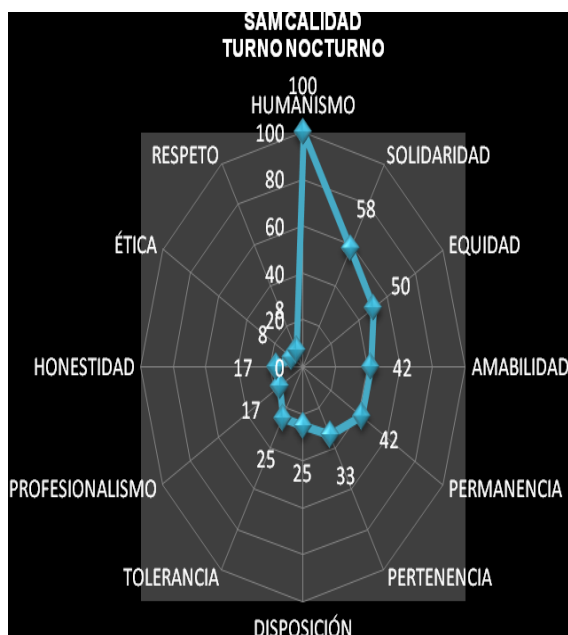 SAM CALIDAD
TURNO NOCTURNO
100
HUMANISMO
100
RESPETO
SOLIDARIDAD
80
58
60
ÉTICA
EQUIDAD
40
50
8
20
8
HONESTIDAD
17
0
42
AMABILIDAD
17
42
25
25
33
PROFESIONALISMO
PERMANENCIA
TOLERANCIA
PERTENENCIA
DISPOSICIÓN